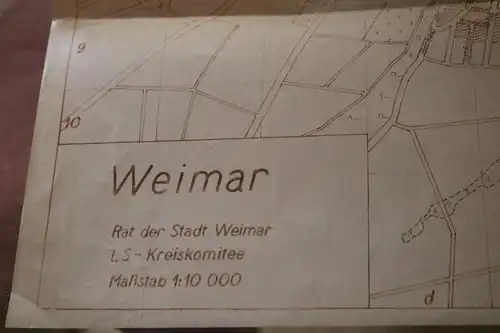 9
10
Weimar
Rat der Stadt Weimar
LS - Kreiskomitee
Maßstab 1:10 000
d